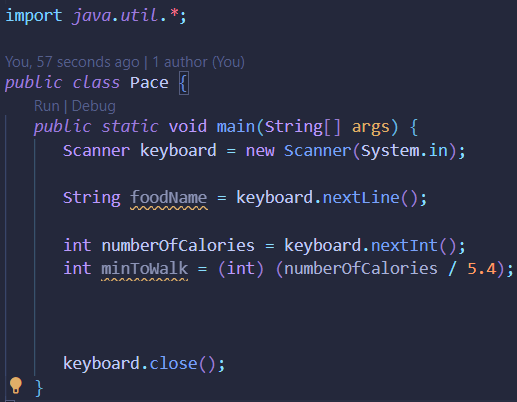 import java.util.*;
You, 57 seconds ago | 1 author (You)
public class Pace {
Run | Debug
public static void main(String[] args) {
Scanner keyboard = new Scanner(System.in);
String foodName = keyboard.nextLine();
int numberOfCalories = keyboard.nextInt();
int minToWalk = (int) (numberOfCalories / 5.4);
keyboard.close();
}